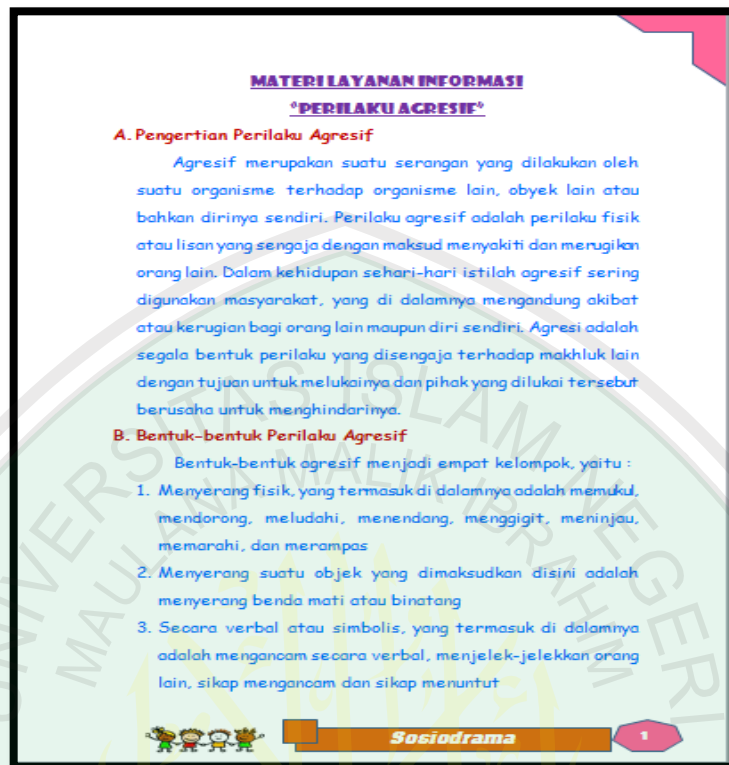 MATERI LAYANAN INFORMASI
"PERILAKU AGRESIF"
A. Pengertian Perilaku Agresif
Agresif merupakan suatu serangan yang dilakukan oleh
suatu organisme terhadap organisme lain, obyek lain atau
bahkan dirinya sendiri. Perilaku agresif adalah perilaku fisik
atau lisan yang sengaja dengan maksud menyakiti dan merugikan
orang lain. Dalam kehidupan sehari-hari istilah agresif sering
digunakan masyarakat, yang di dalamnya mengandung akibat
atau kerugian bagi orang lain maupun diri sendiri. Agresi adalah
segala bentuk perilaku yang disengaja terhadap makhluk lain
dengan tujuan untuk melukainya dan pihak yang dilukai tersebut
berusaha untuk menghindarinya.
B. Bentuk-bentuk Perilaku Agresif
Bentuk-bentuk agresif menjadi empat kelompok, yaitu :
1. Menyerang fisik, yang termasuk di dalamnya adalah memukul,
mendorong, meludahi, menendang, menggigit, meninjau,
memarahi, dan merampas
2. Menyerang suatu objek yang dimaksudkan disini adalah
menyerang benda mati atau binatang
3. Secara verbal atau simbolis, yang termasuk di dalamnya
adalah mengancam secara verbal, menjelek-jelekkan orang
lain, sikap mengancam dan sikap menuntut
Sosiodrama
1
UNIVERSITAS ISLAM NEGERI
MAULANA MALIK IBRAHIM